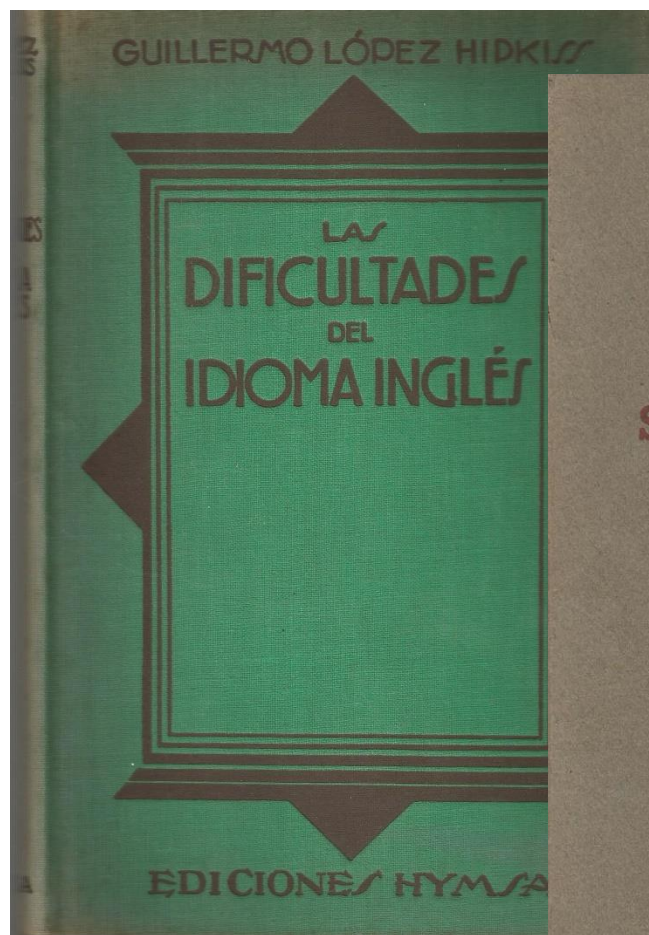 GUILLERMO LÓPEZ HIDKISS
LAS
DIFICULTADES
DEL
IDIOMA INGLÉS
EDICIONES HYMSA